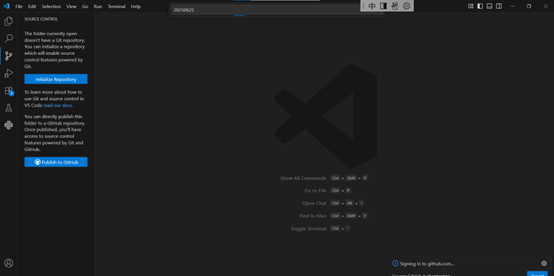 File Edit Selection View Go Run Terminal Help
20250625
中
SOURCE CONTROL
The folder currently open
doesn't have a Git repository.
You can initialize a repository
which will enable source
control features powered by
Git.
Initialize Repository
To learn more about how to
use Git and source control in
VS Code read our docs.
You can directly publish this
folder to a GitHub repository.
Once published, you'll have
access to source control
features powered by Git and
GitHub.
Publish to GitHub
Show All Commands Ctrl + Shift + P
Go to File Ctrl + P
Open Chat Ctrl + Alt + I
Find in Files Ctrl + Shift + F
Toggle Terminal Ctrl + `
Signing in to github.com...